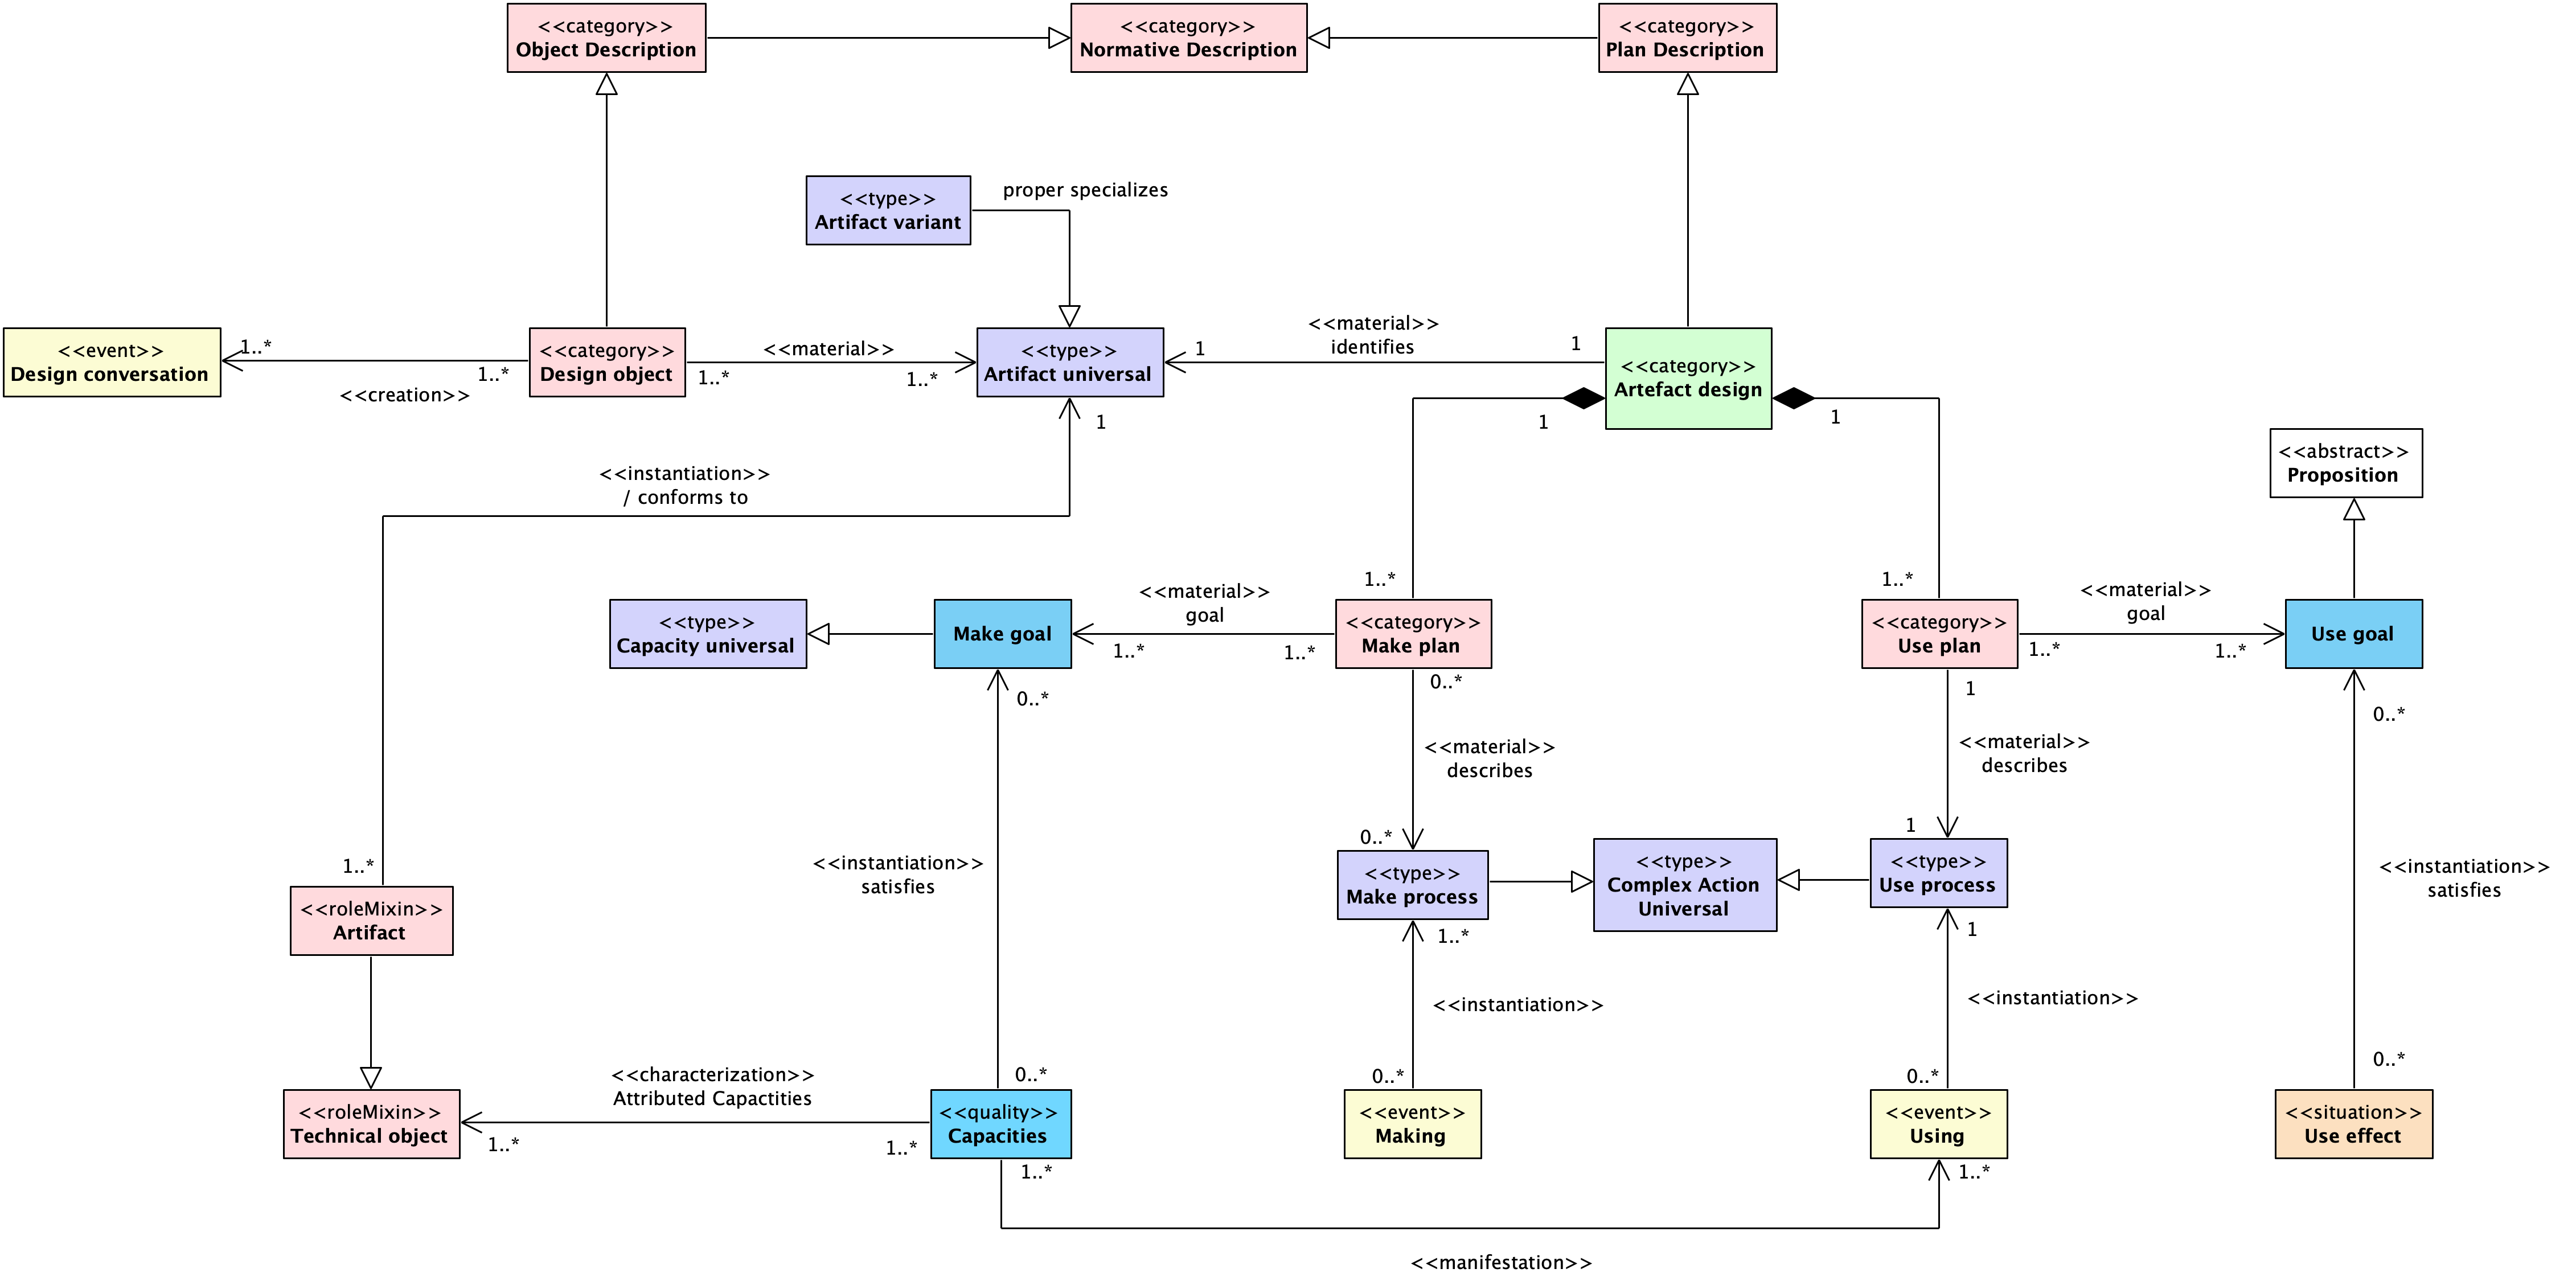 <<category>>
Object Description
<<category>>
Normative Description
<<category>>
Plan Description
<<type>>
Artifact variant
proper specializes
<<event>>
Design conversation
1..*
1..*
<<creation>>
<<category>>
Design object
<<material>>
1..*
1..*
<<type>>
Artifact universal
<<material>>
identifies
1
1
<<category>>
Artefact design
1
1
1
<<abstract>>
Proposition
<<instantiation>>
/ conforms to
1..*
1..*
<<type>>
Capacity universal
Make goal
<<material>>
goal
1..*
1..*
<<category>>
Make plan
<<category>>
Use plan
<<material>>
goal
1..*
1..*
Use goal
0..*
0..*
1
0..*
<<material>>
describes
<<material>>
describes
0..*
1
1..*
<<instantiation>>
satisfies
<<type>>
Make process
<<type>>
Complex Action
Universal
<<type>>
Use process
<<instantiation>>
satisfies
<<roleMixin>>
Artifact
1..*
1
<<instantiation>>
<<instantiation>>
0..*
0..*
0..*
0..*
<<roleMixin>>
Technical object
<<characterization>>
Attributed Capactities
1..*
1..*
<<quality>>
Capacities
<<event>>
Making
<<event>>
Using
<<situation>>
Use effect
1..*
1..*
<<manifestation>>